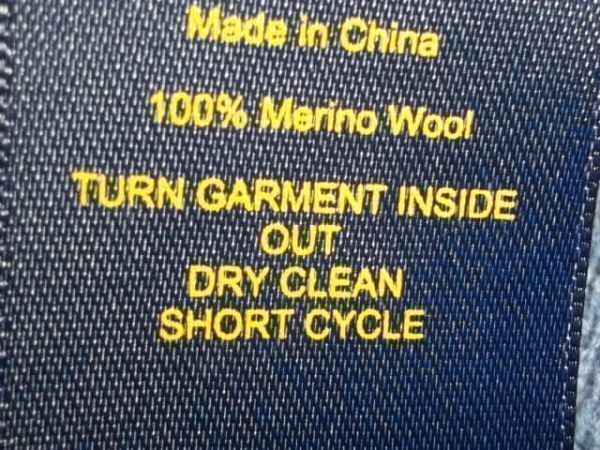 Made in China
100% Merino Wool
TURN GARMENT INSIDE
OUT
DRY CLEAN
SHORT CYCLE